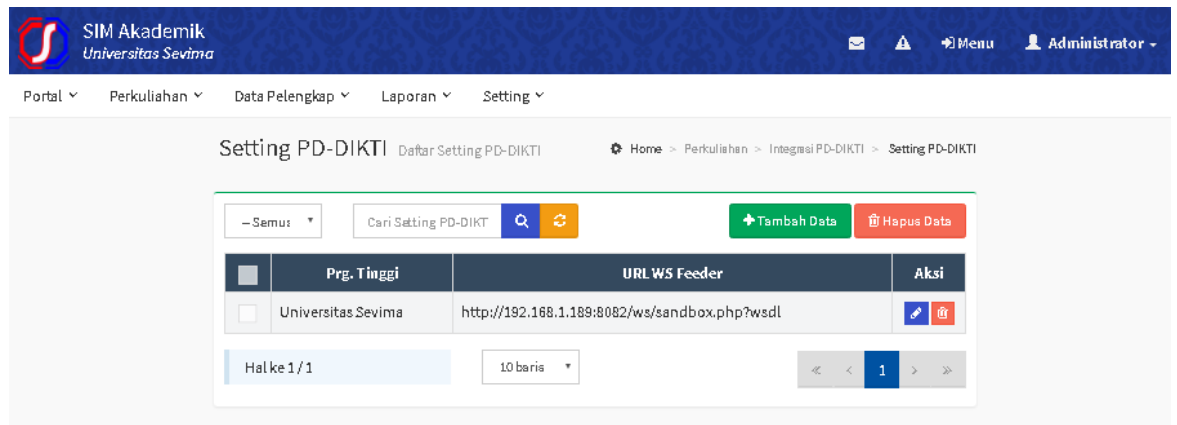 SIM Akademik
Universitas Sevima
Menu Administrator
Portal Perkuliahan Data Pelengkap Laporan Setting
Setting PD-DIKTI Daftar Setting PD-DIKTI Home > Perkuliahan > Integrasi PD-DIKTI > Setting PD-DIKTI
-- Semua Cari Setting PD-DIKT Tambah Data Hapus Data
Prg. Tinggi URL WS Feeder Aksi
Universitas Sevima http://192.168.1.189:8082/ws/sandbox.php?wsdl
Hal ke 1 / 1 10 baris « < 1 > »